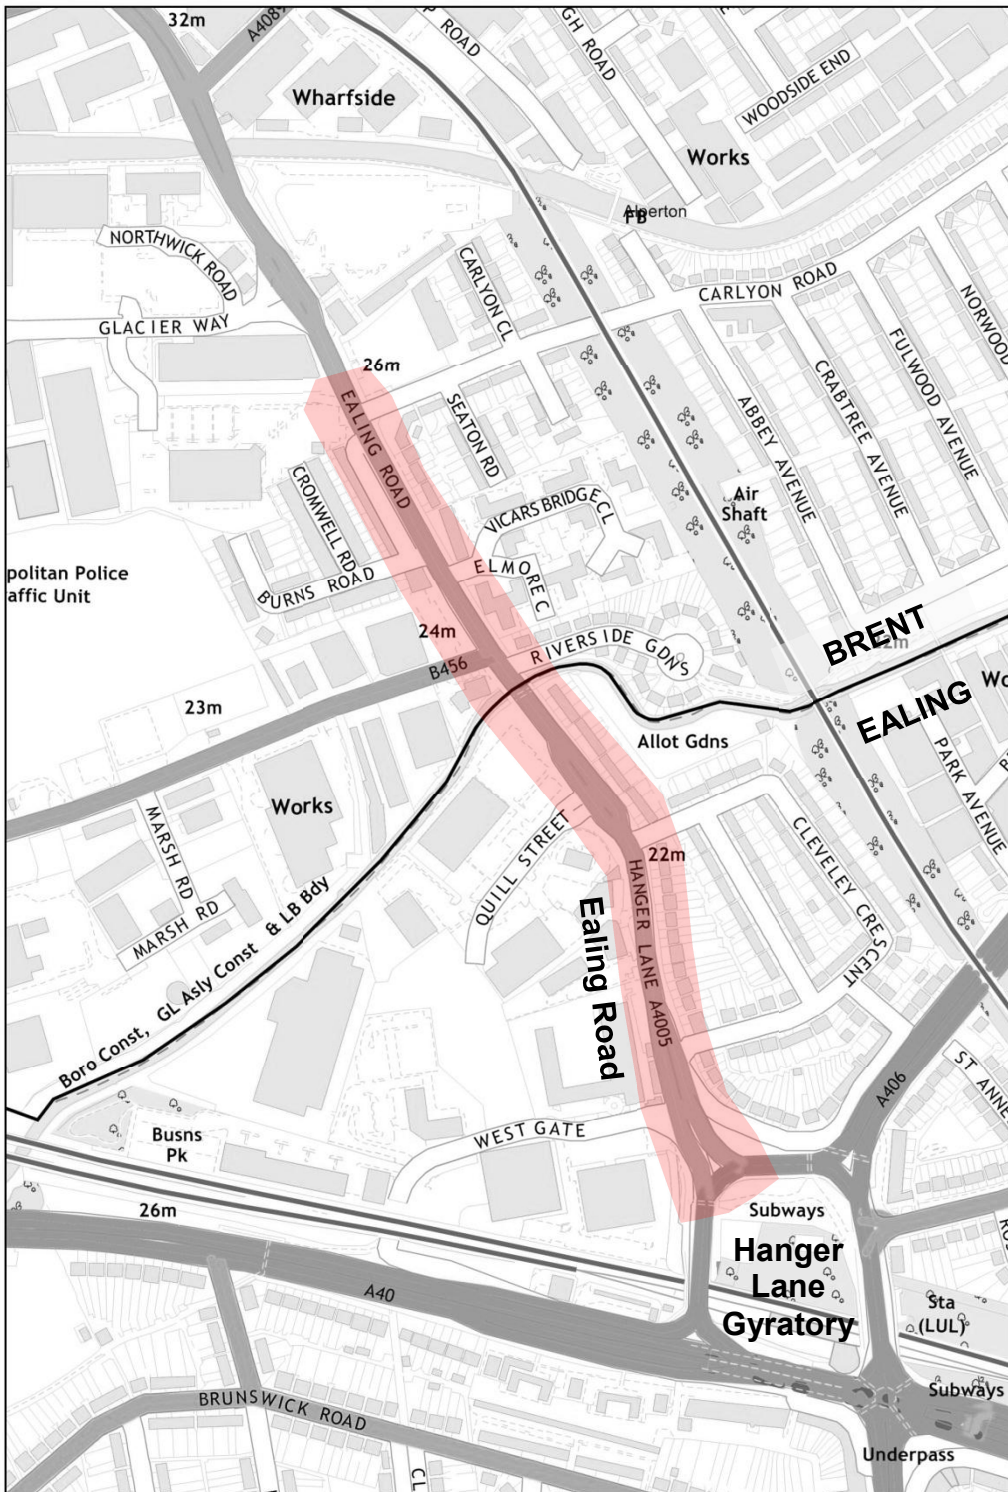 32m
A4089
P ROAD
GH ROAD
WOODSIDE END
Wharfside
Works
Alperton
FB
NORTHWICK ROAD
CARLYON CL
CARLYON ROAD
NORWOOD
GLACIER WAY
26m
FULWOOD AVENUE
CRABTREE AVENUE
EALING ROAD
SEATON RD
ABBEY AVENUE
CROMWELL RD
VICARS BRIDGE CL
Air
Shaft
politan Police
affic Unit
BURNS ROAD
ELMORE C
24m
BRENT
22m
B456
RIVERSIDE GDNS
23m
EALING
Wo
Allot Gdns
PARK AVENUE
Works
MARSH RD
QUILL STREET
22m
CLEVELEY CRESCENT
MARSH RD
HANGER LANE A4005
Ealing Road
Boro Const, GL Asly Const & LB Bdy
A406
ST ANNE
Busns
Pk
WEST GATE
26m
Subways
Hanger
Lane
Gyratory
A40
Sta
(LUL)
BRUNSWICK ROAD
Subways
Underpass
CL